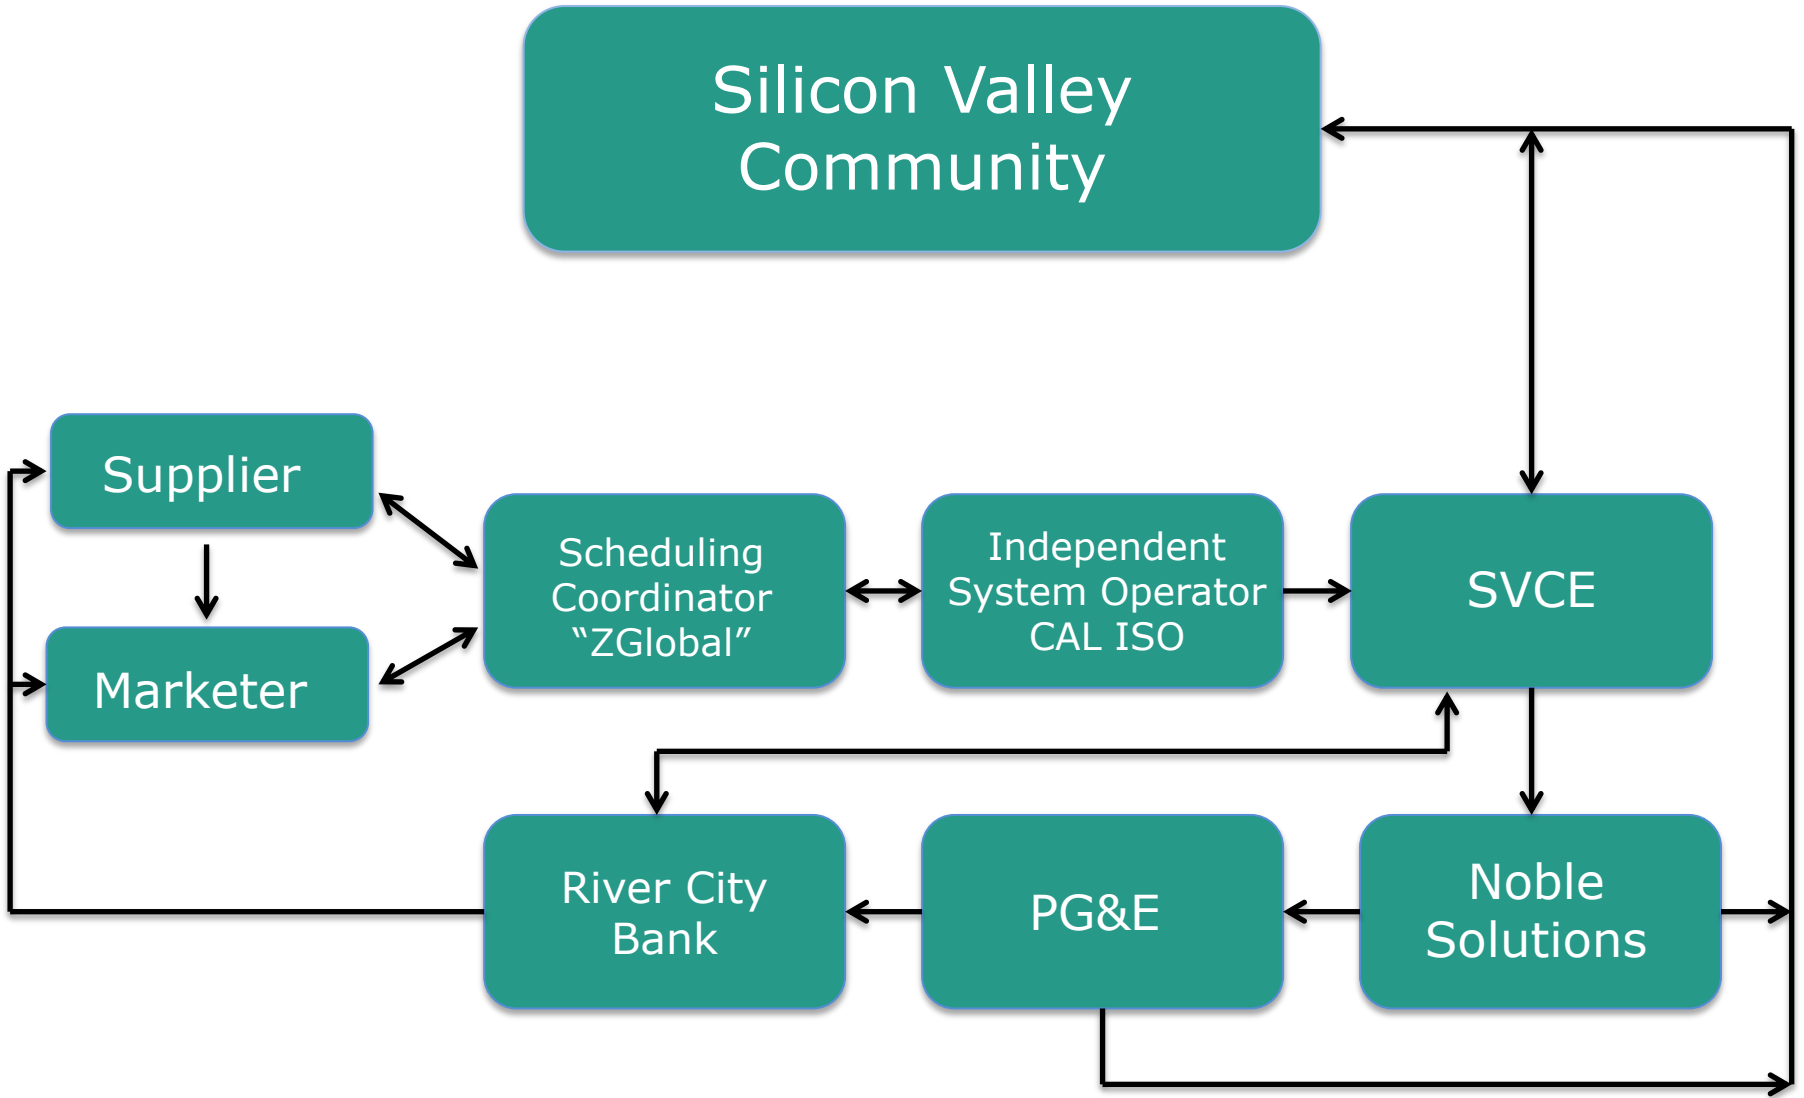 Silicon Valley
Community
Supplier
Marketer
Scheduling
Coordinator
“ZGlobal”
Independent
System Operator
CAL ISO
SVCE
River City
Bank
PG&E
Noble
Solutions